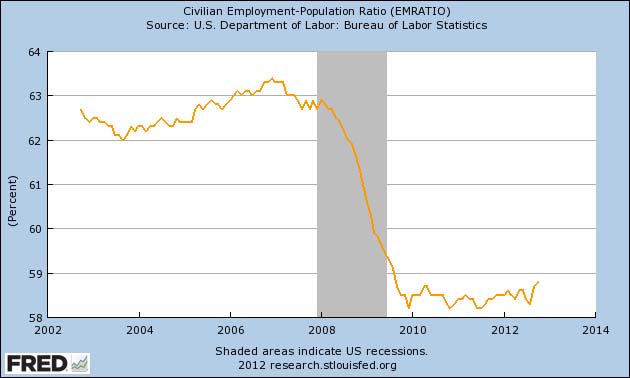 Civilian Employment-Population Ratio (EMRATIO)
Source: U.S. Department of Labor: Bureau of Labor Statistics
64
63
62
61
60
59
58
(Percent)
2002 2004 2006 2008 2010 2012 2014
Shaded areas indicate US recessions.
2012 research.stlouisfed.org
FRED